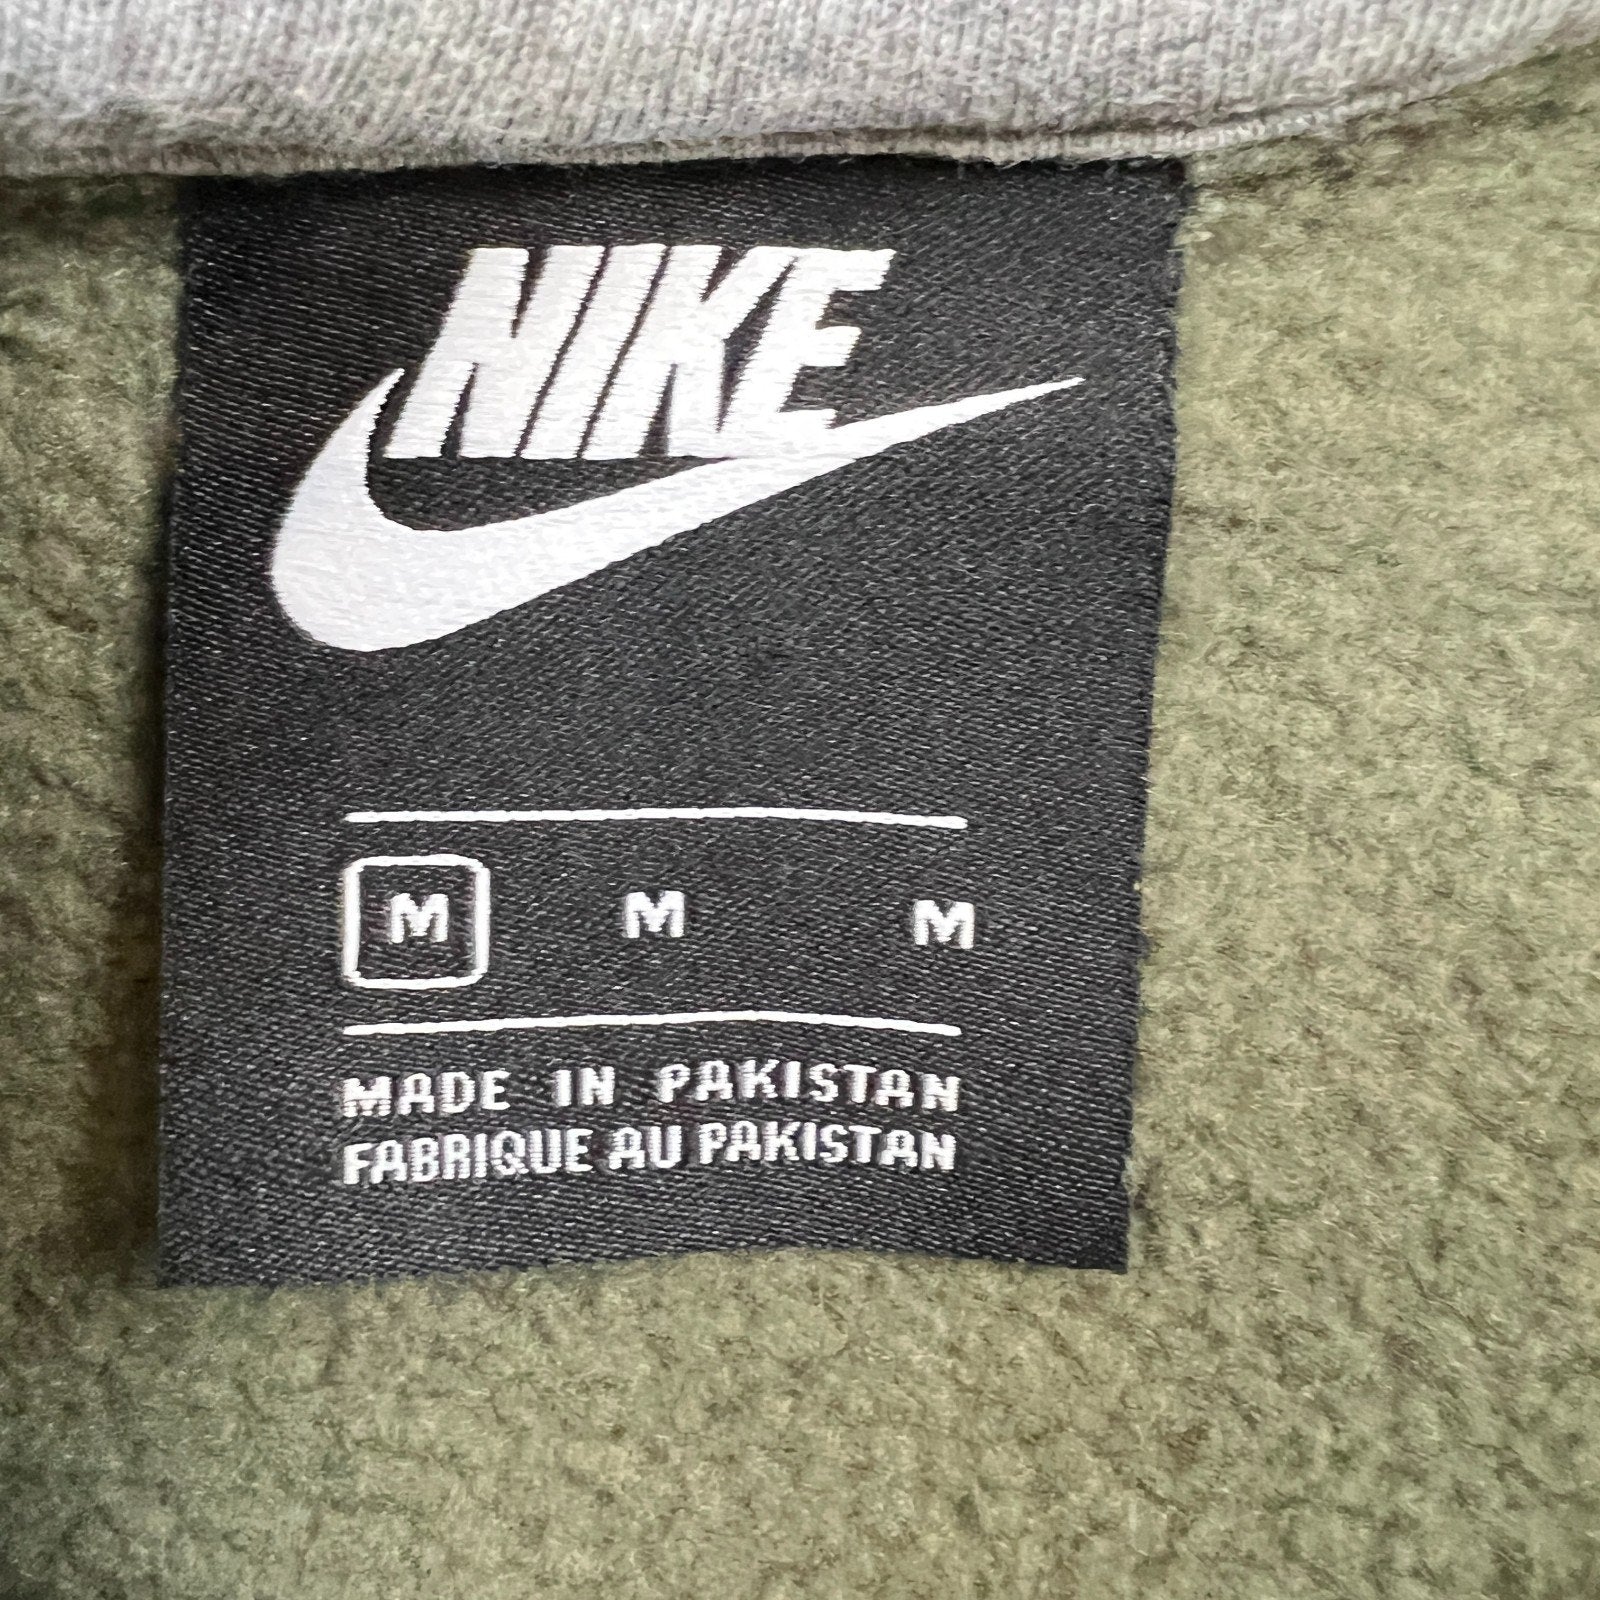 NIKE
M M M
MADE IN PAKISTAN
FABRIQUE AU PAKISTAN